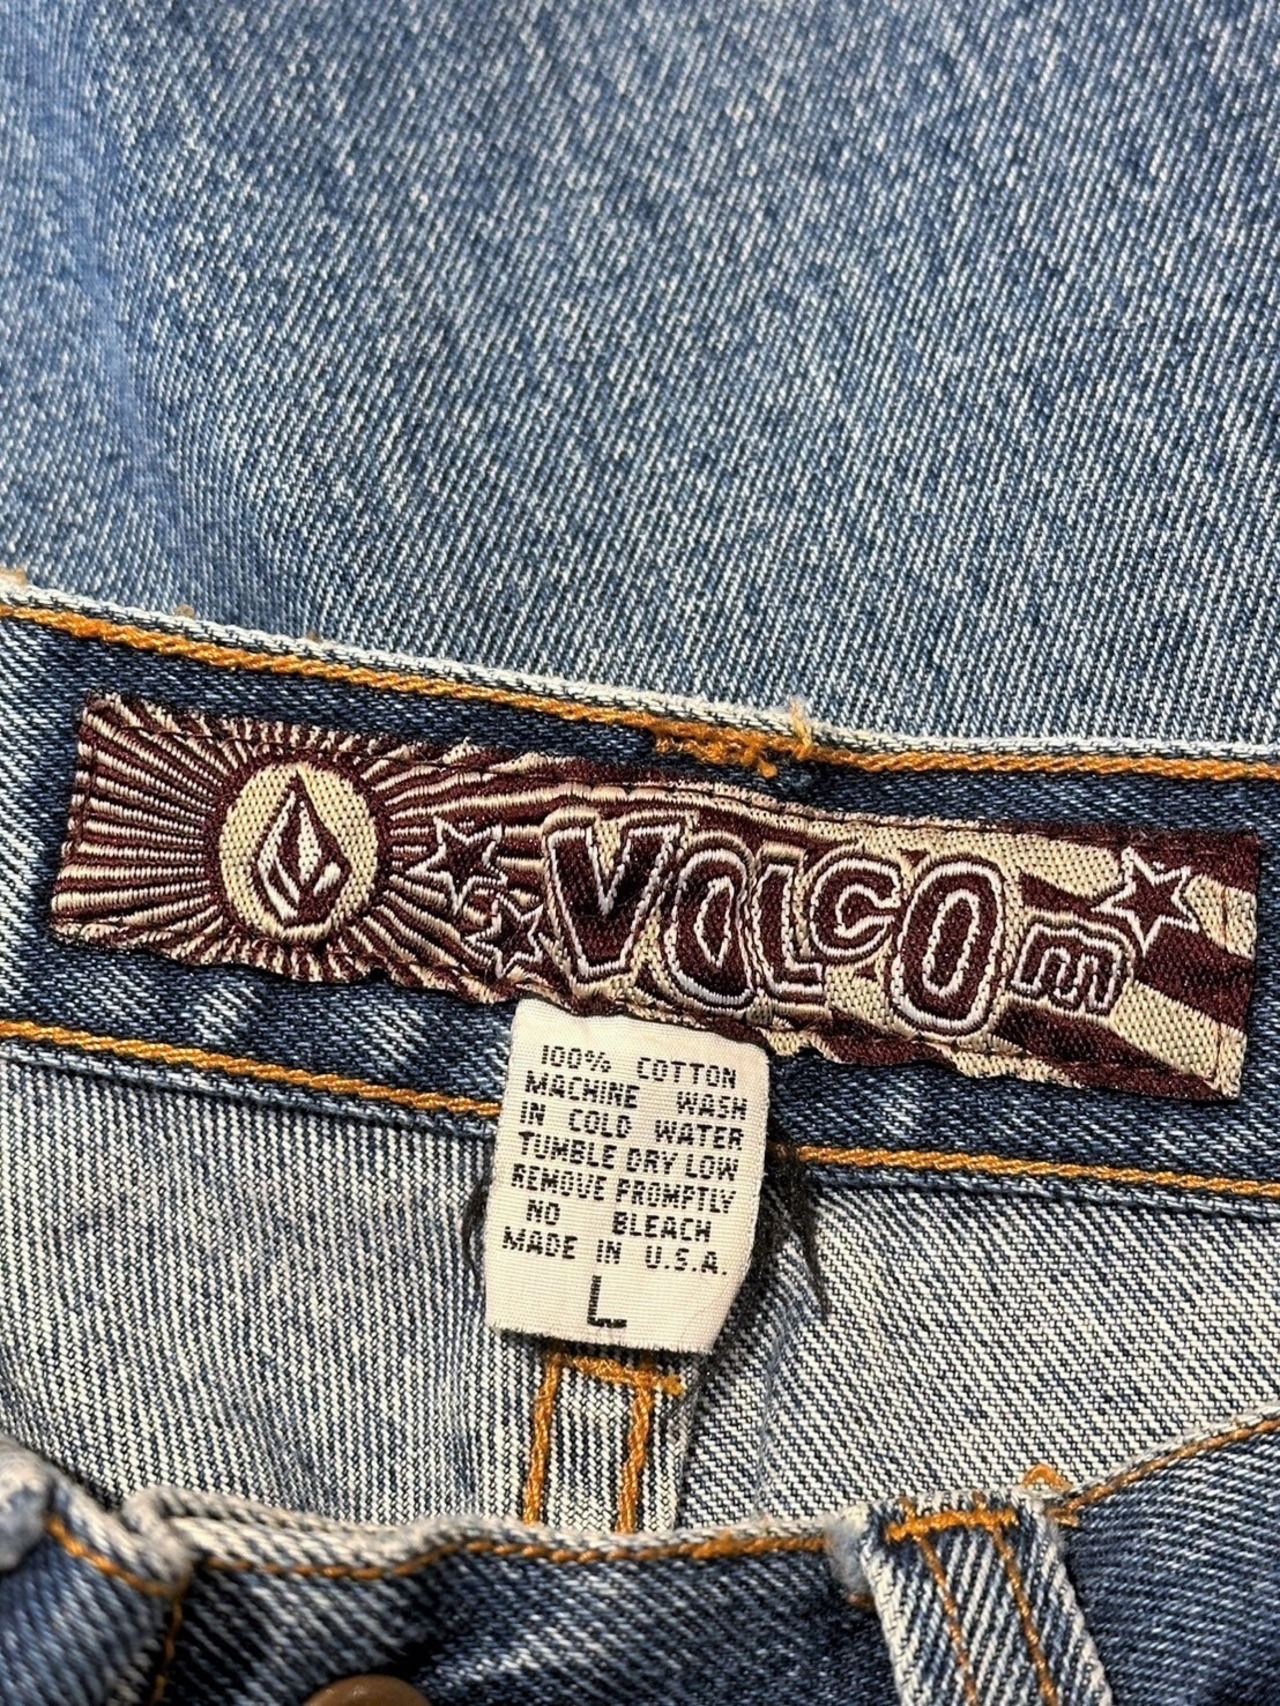 VOLCOM
100% COTTON
MACHINE WASH
IN COLD WATER
TUMBLE DRY LOW
REMOVE PROMPTLY
NO BLEACH
MADE IN U.S.A.
L